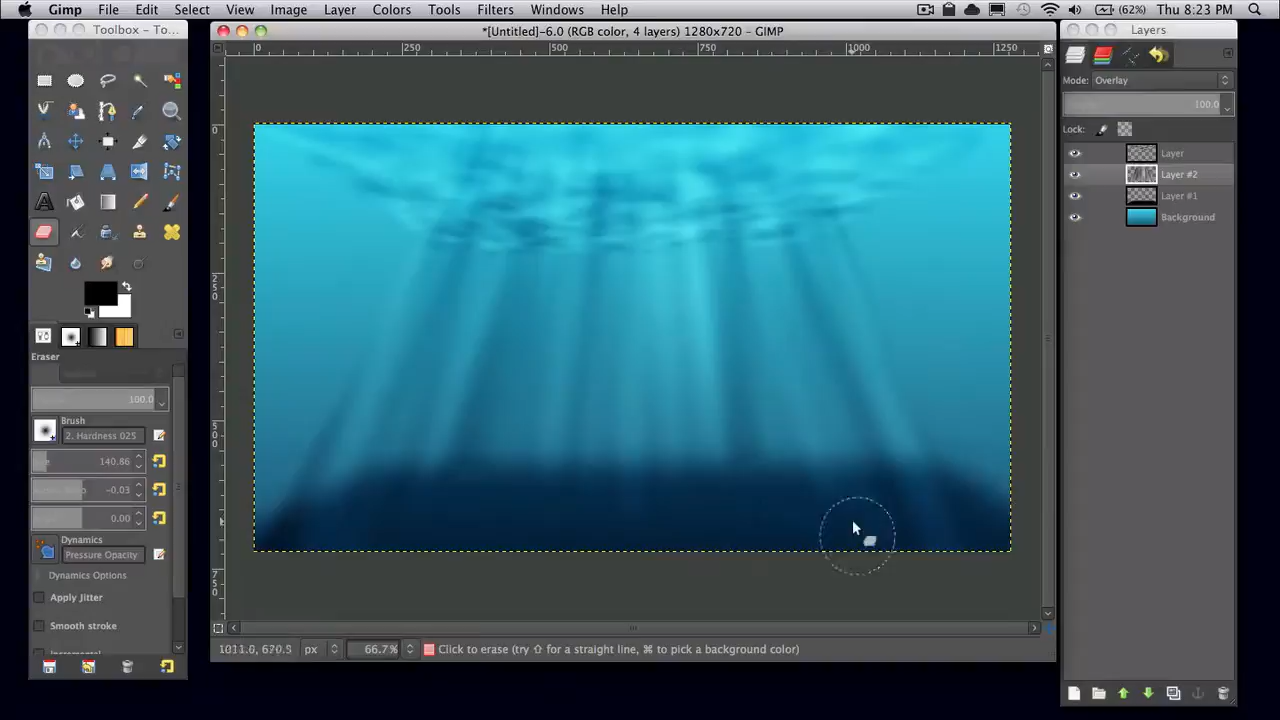 Gimp File Edit Select View Image Layer Colors Tools Filters Windows Help (62%) Thu 8:23 PM
Toolbox - To...
*[Untitled]-6.0 (RGB color, 4 layers) 1280x720 – GIMP
Layers
0 250 500 750 1000 1250
Mode: Overlay
100.0
Lock:
Layer
Layer #2
Layer #1
Background
0
250
500
750
Eraser
100.0
Brush
2. Hardness 025
140.86
-0.03
0.00
Dynamics
Pressure Opacity
Dynamics Options
Apply Jitter
Smooth stroke
px 66.7% Click to erase (try ⇧ for a straight line, ⌘ to pick a background color)